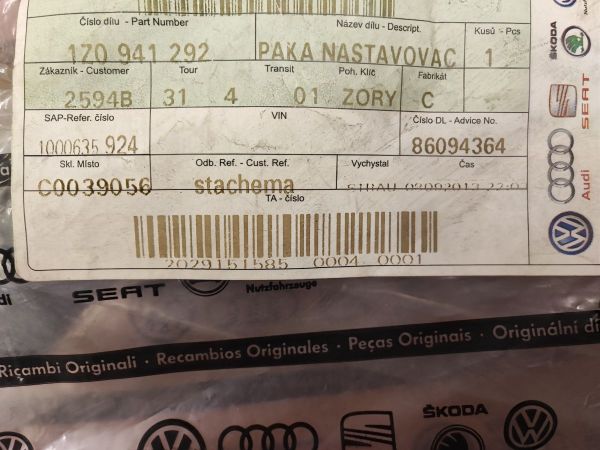 Číslo dílu - Part Number Název dílu - Descript. Kusů - Pcs
1Z0 941 292 PAKA NASTAVOVAC 1
Zákazník - Customer Tour Transit Poh. Klíč Fabrikát
2594B 31 4 01 ZORY C
SAP-Refer. číslo VIN Číslo DL - Advice No.
1000635 924 86094364
Skl. Místo Odb. Ref. - Cust. Ref. Vychystal Čas
C0039056 stachema
TA - číslo
2029151585 0004 0001
ŠKODA
SEAT
Audi
SEAT Nutzfahrzeuge
Ricambi Originali · Recambios Originales · Peças Originais · Originální
ŠKODA